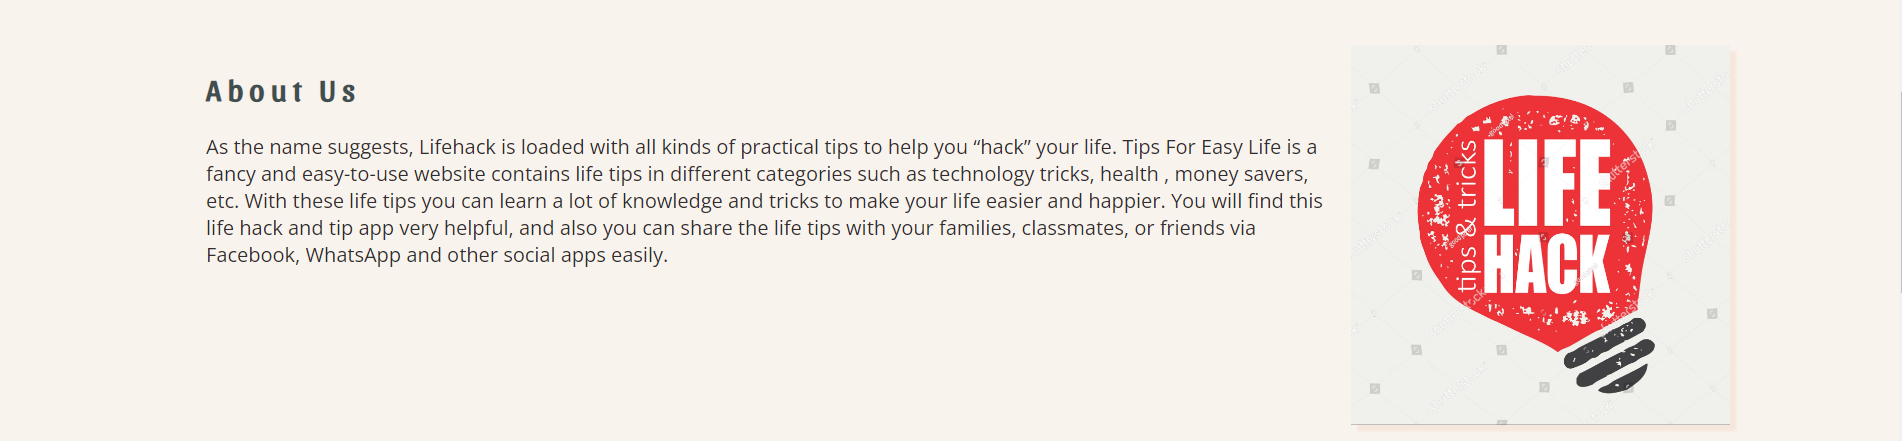 About Us
As the name suggests, Lifehack is loaded with all kinds of practical tips to help you “hack” your life. Tips For Easy Life is a
fancy and easy-to-use website contains life tips in different categories such as technology tricks, health , money savers,
etc. With these life tips you can learn a lot of knowledge and tricks to make your life easier and happier. You will find this
life hack and tip app very helpful, and also you can share the life tips with your families, classmates, or friends via
Facebook, WhatsApp and other social apps easily.
tips & tricks
LIFE
HACK